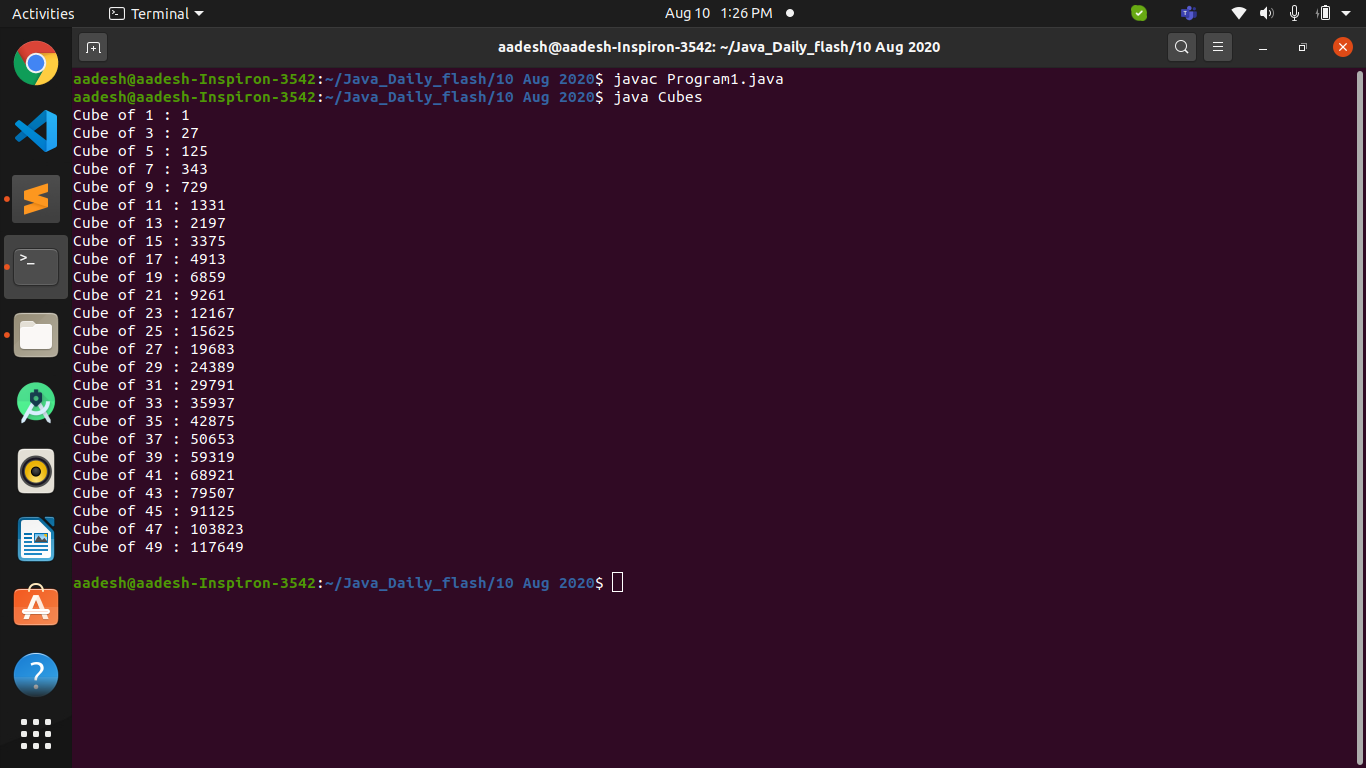 Activities
Terminal
Aug 10 1:26 PM
aadesh@aadesh-Inspiron-3542: ~/Java_Daily_flash/10 Aug 2020
aadesh@aadesh-Inspiron-3542:~/Java_Daily_flash/10 Aug 2020$ javac Program1.java
aadesh@aadesh-Inspiron-3542:~/Java_Daily_flash/10 Aug 2020$ java Cubes
Cube of 1 : 1
Cube of 3 : 27
Cube of 5 : 125
Cube of 7 : 343
Cube of 9 : 729
Cube of 11 : 1331
Cube of 13 : 2197
Cube of 15 : 3375
Cube of 17 : 4913
Cube of 19 : 6859
Cube of 21 : 9261
Cube of 23 : 12167
Cube of 25 : 15625
Cube of 27 : 19683
Cube of 29 : 24389
Cube of 31 : 29791
Cube of 33 : 35937
Cube of 35 : 42875
Cube of 37 : 50653
Cube of 39 : 59319
Cube of 41 : 68921
Cube of 43 : 79507
Cube of 45 : 91125
Cube of 47 : 103823
Cube of 49 : 117649
aadesh@aadesh-Inspiron-3542:~/Java_Daily_flash/10 Aug 2020$